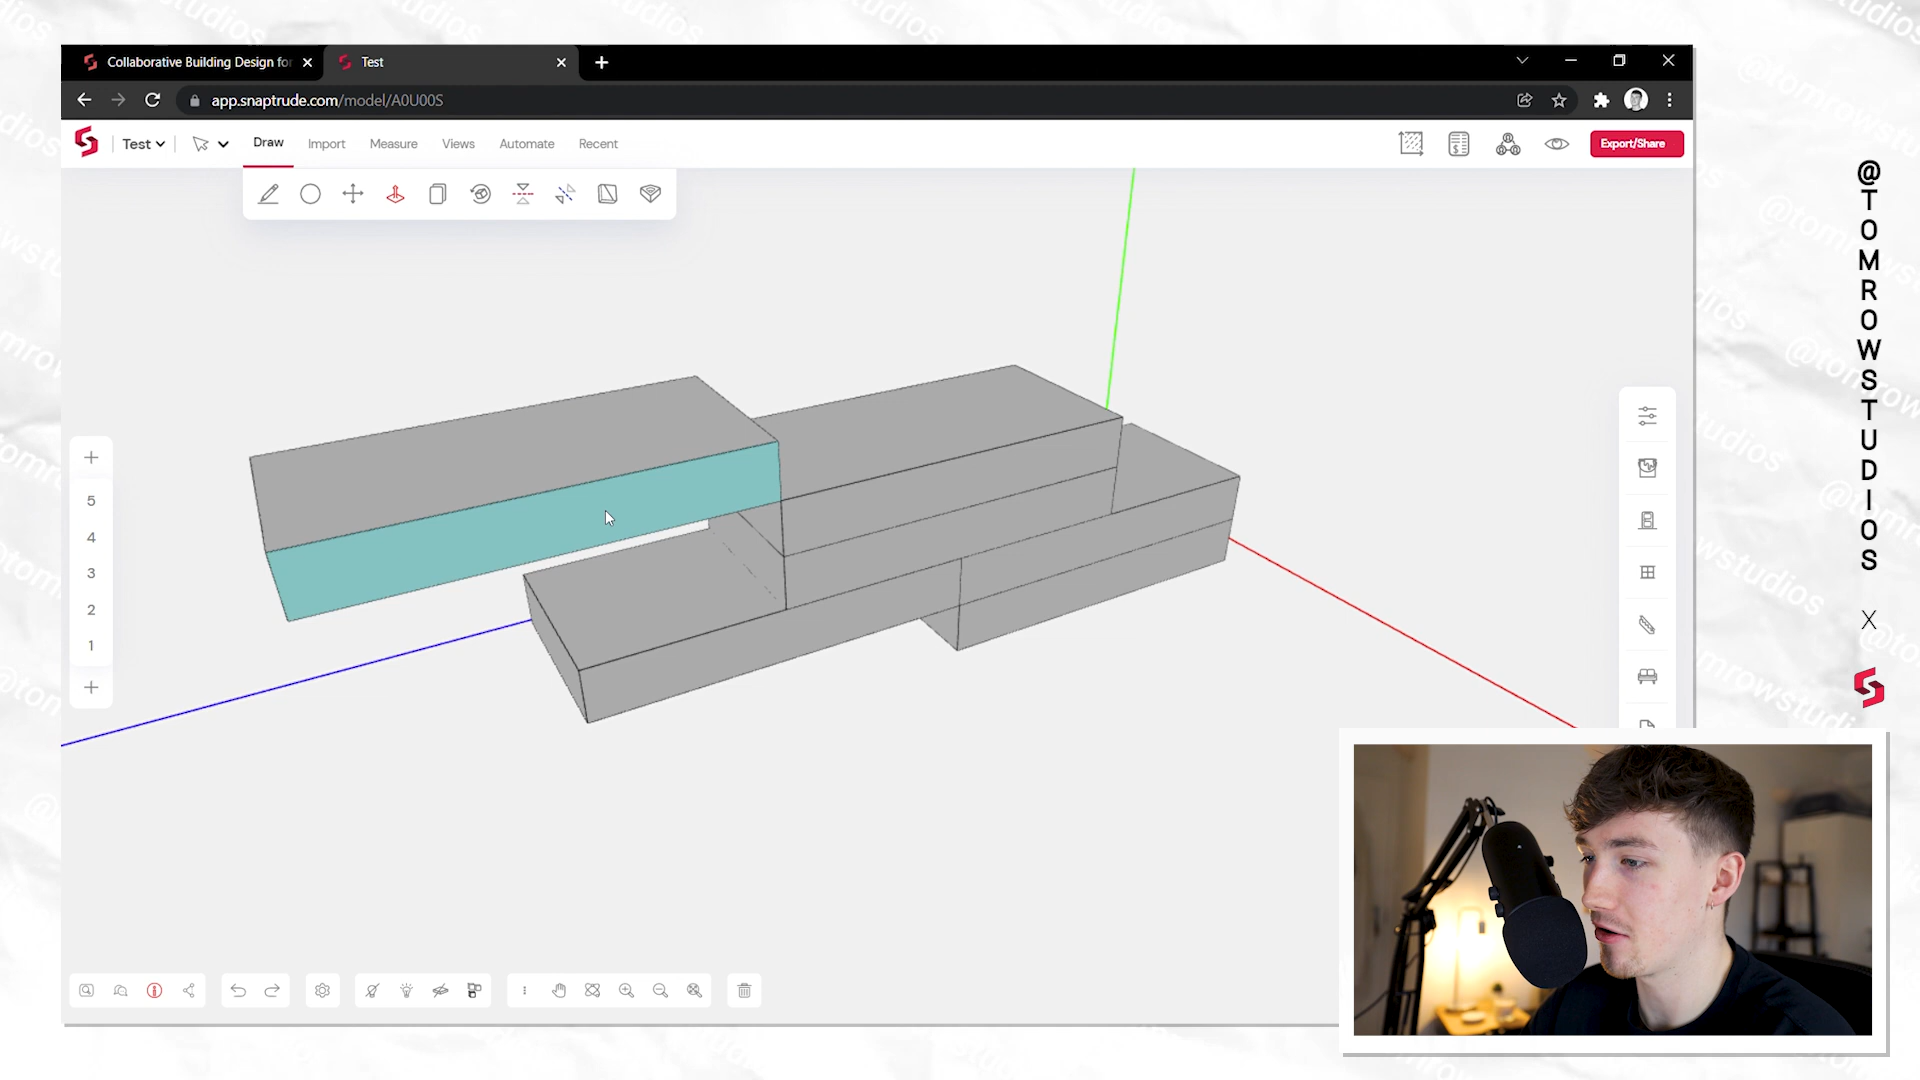 Collaborative Building Design for
Test
app.snaptrude.com/model/A0U00S
Test
Draw
Import
Measure
Views
Automate
Recent
Export/Share
5
4
3
2
1
@TOMROWSTUDIOS
X